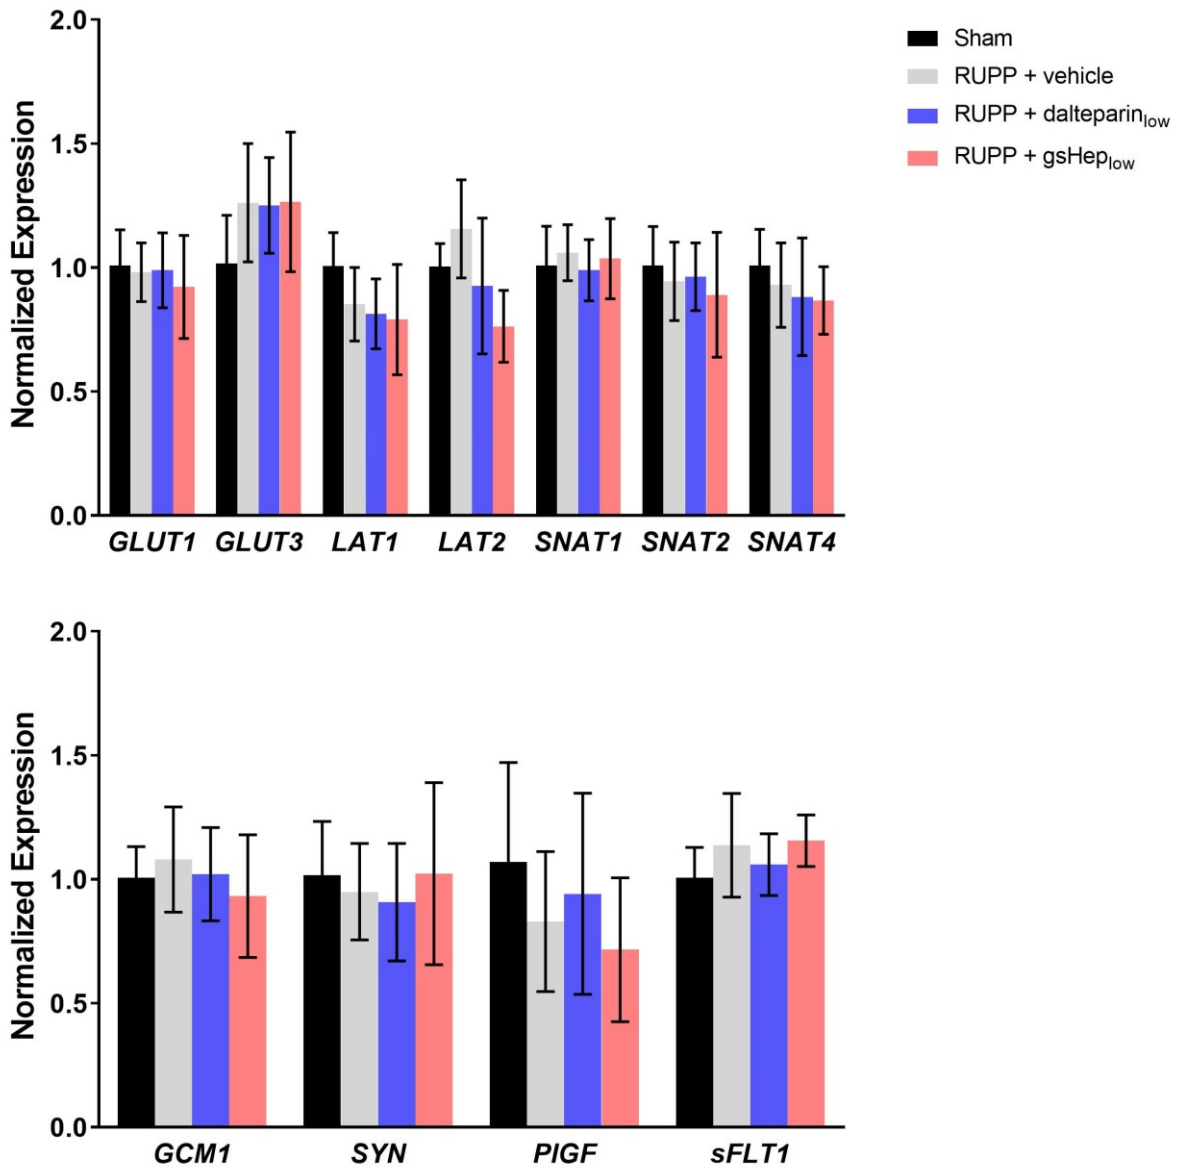 2.0
1.5
1.0
0.5
0.0
Normalized Expression
GLUT1 GLUT3 LAT1 LAT2 SNAT1 SNAT2 SNAT4
Sham
RUPP + vehicle
RUPP + dalteparinlow
RUPP + gsHeplow
2.0
1.5
1.0
0.5
0.0
Normalized Expression
GCM1 SYN PlGF sFLT1